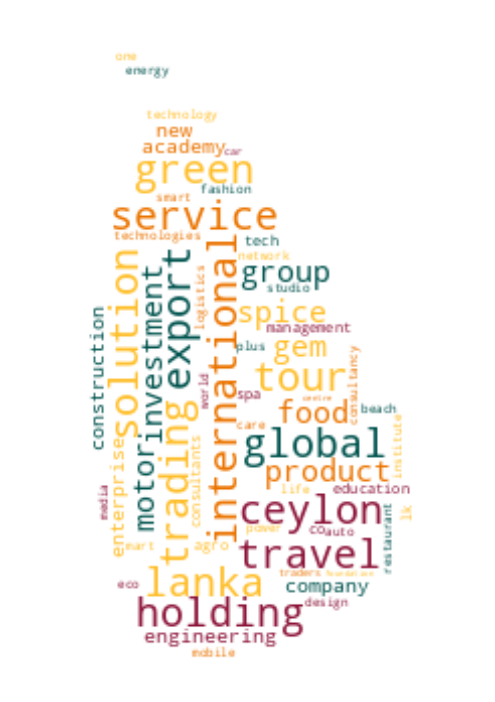 one
energy
technology
new
academy
car
green
fashion
smart
service
technologies
tech
network
international
solution
export
investment
motor
logistics
group
studio
spice
management
construction
plus
gem
tour
consultancy
world
spa
centre
food
beach
trading
care
global
institute
enterprise
consultants
product
life
education
media
ceylon
lk
power
co
auto
restaurant
mart
agro
travel
traders
foundation
eco
lanka
company
holding
design
engineering
mobile